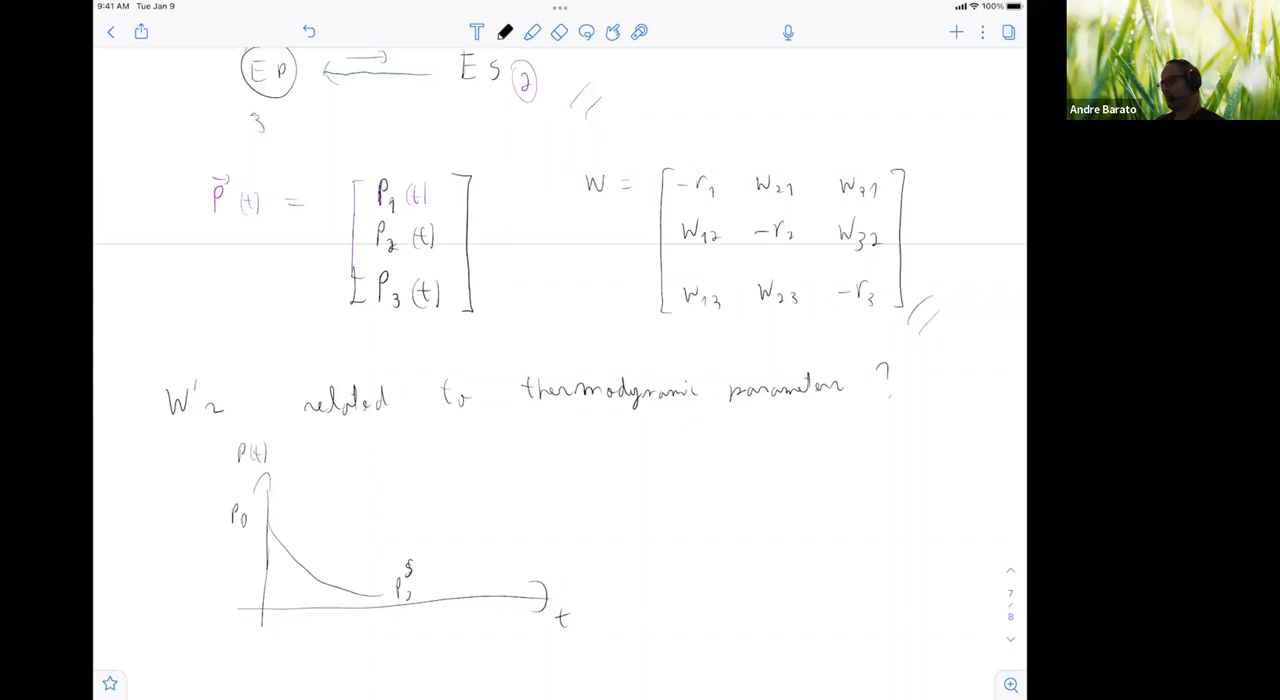 9:41 AM Tue Jan 9
100%
Andre Barato
EP ES 2
3
P(t) = P1(t) W = -r1 W21 W31
P2(t) W12 -r2 W32
P3(t) W13 W23 -r3
W's related to thermodynamic parameters ?
P(t)
P0
t
7
/
8